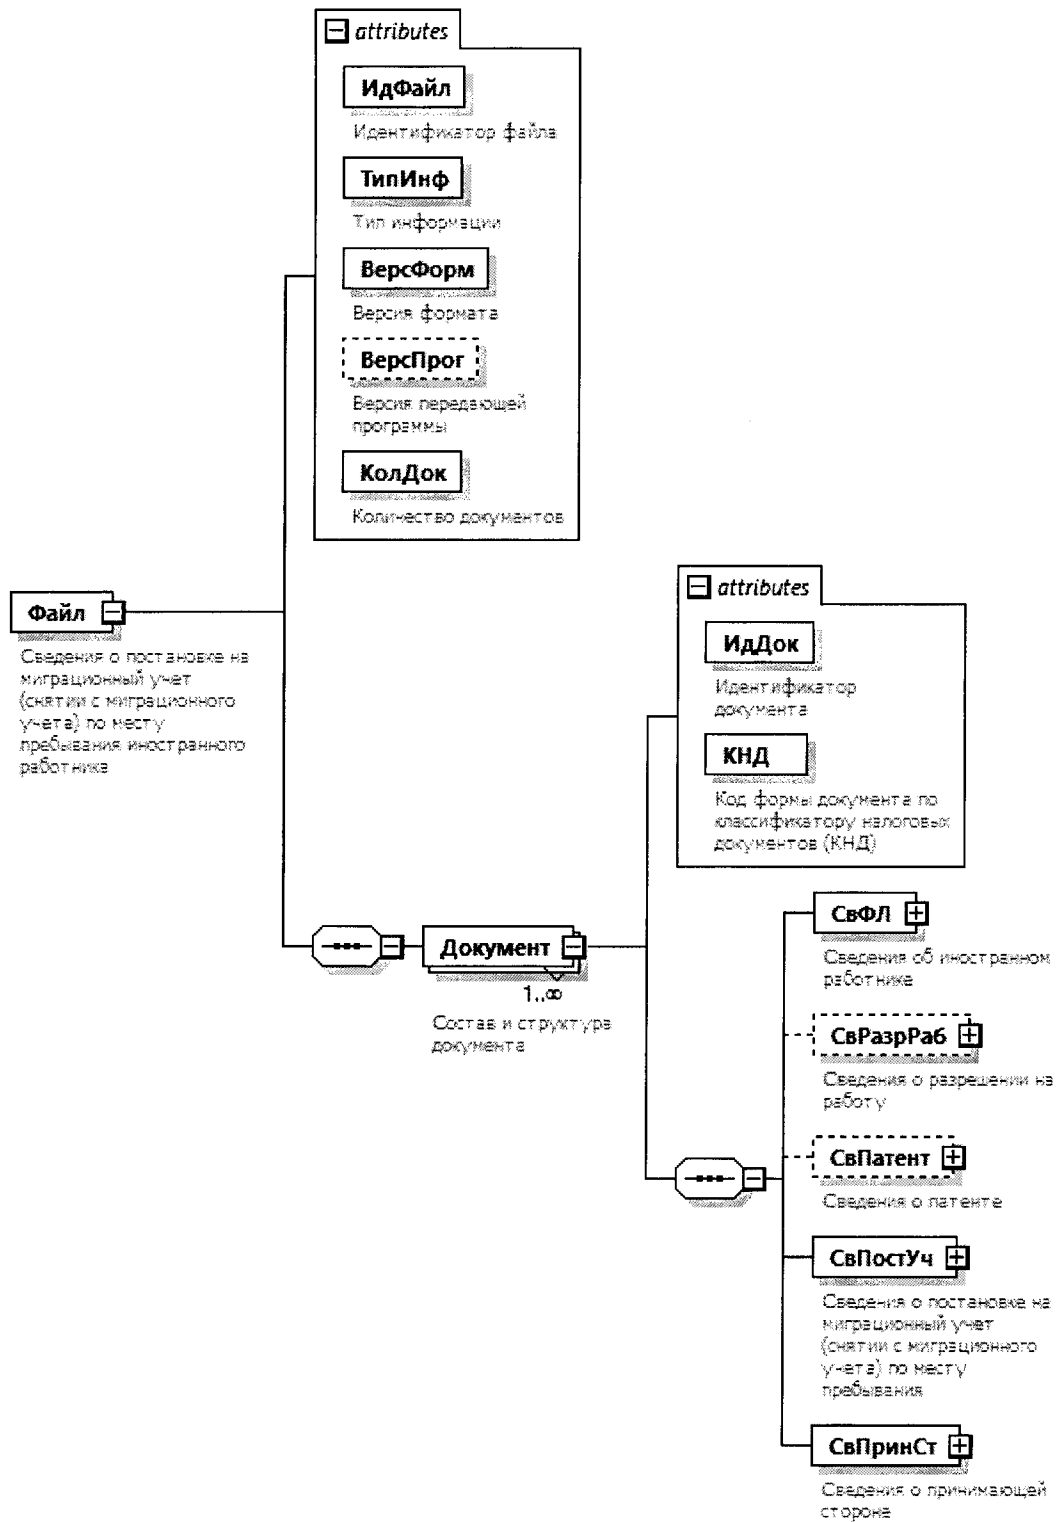 attributes
ИдФайл
Идентификатор файла
ТипИнф
Тип информации
ВерсФорм
Версия формата
ВерсПрог
Версия передающей
программы
КолДок
Количество документов
Файл
Сведения о постановке на
миграционный учет
(снятии с миграционного
учета) по месту
пребывания иностранного
работника
attributes
ИдДок
Идентификатор
документа
КНД
Код формы документа по
классификатору налоговых
документов (КНД)
Документ
1..∞
Состав и структура
документа
СвФЛ
Сведения об иностранном
работнике
СвРазрРаб
Сведения о разрешении на
работу
СвПатент
Сведения о патенте
СвПостУч
Сведения о постановке на
миграционный учет
(снятии с миграционного
учета) по месту
пребывания
СвПринСт
Сведения о принимающей
стороне